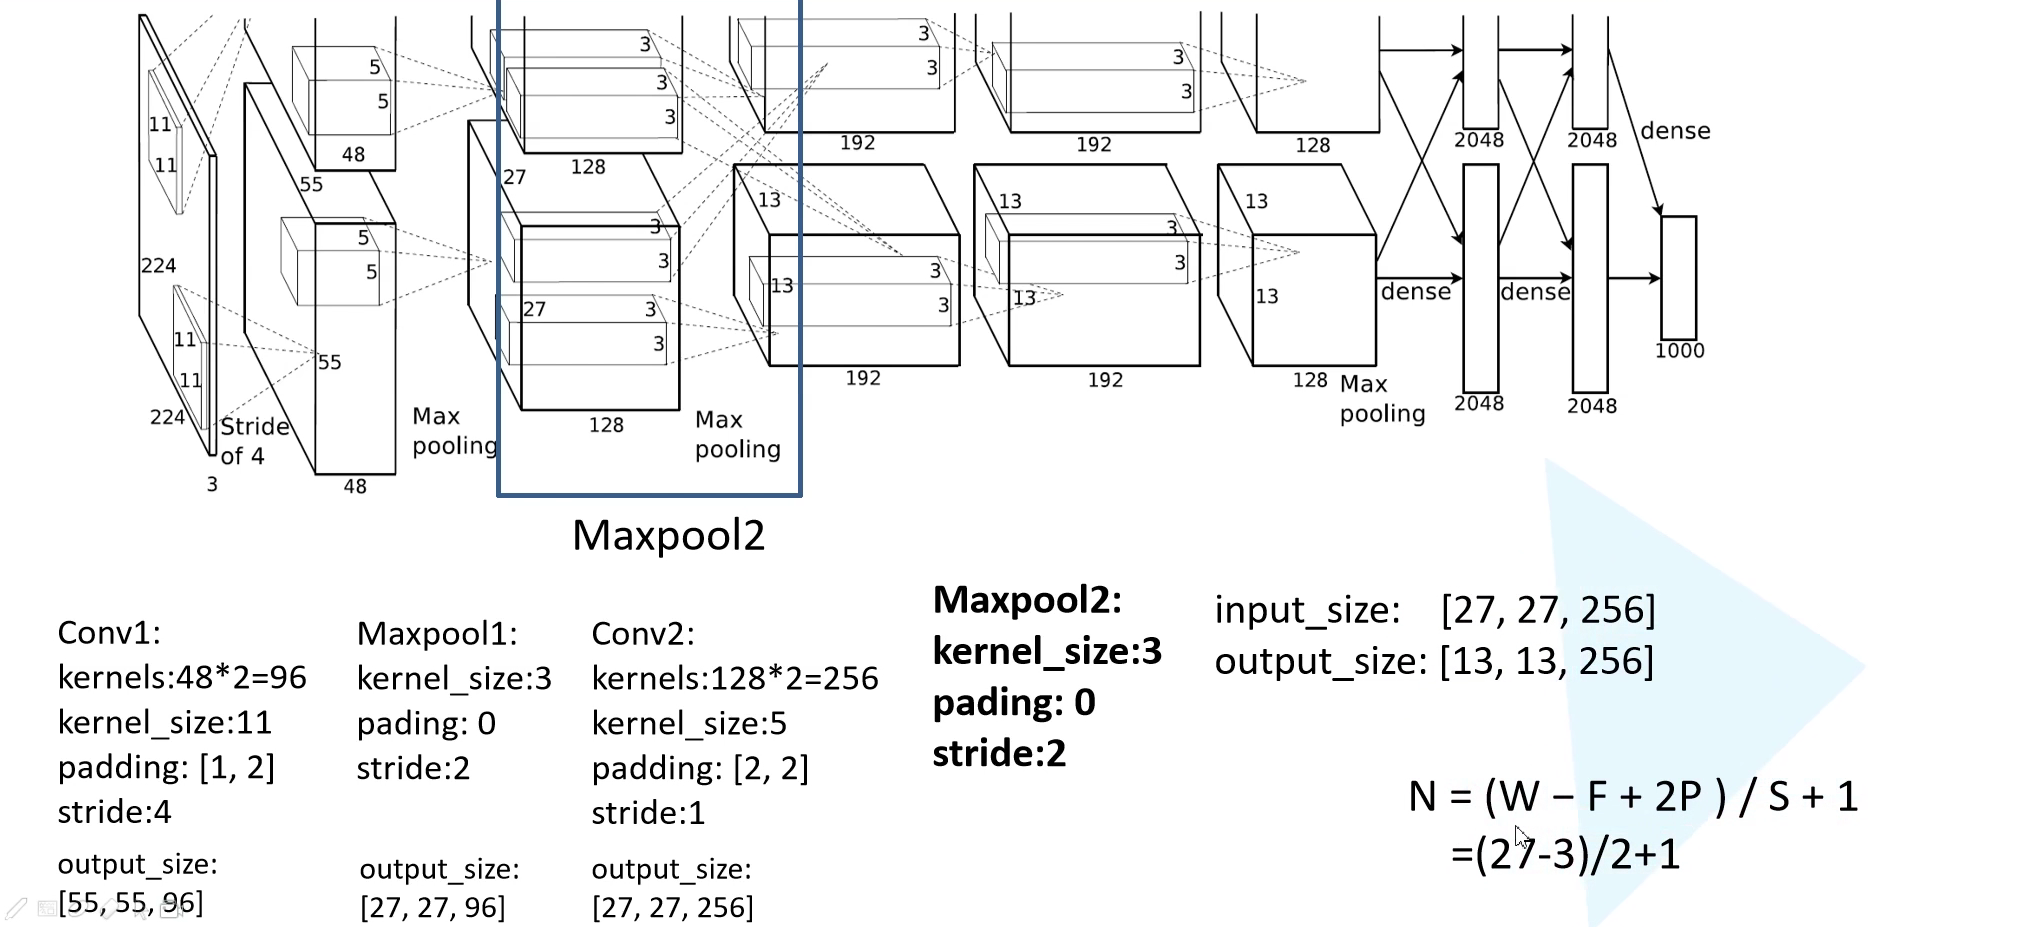 3
3
5
5
3
3
3
3
3
3
11
11
48
128
192
192
128
2048
2048
dense
55
27
13
13
13
5
5
3
3
3
3
3
3
224
27
3
3
13
13
13
55
11
11
dense
dense
1000
192
192
128
Max
pooling
2048
2048
224
Stride
of 4
Max
pooling
128
Max
pooling
3
48
Maxpool2
Conv1:
kernels:48*2=96
kernel_size:11
padding: [1, 2]
stride:4
output_size:
[55, 55, 96]
Maxpool1:
kernel_size:3
pading: 0
stride:2
output_size:
[27, 27, 96]
Conv2:
kernels:128*2=256
kernel_size:5
padding: [2, 2]
stride:1
output_size:
[27, 27, 256]
Maxpool2:
kernel_size:3
pading: 0
stride:2
input_size: [27, 27, 256]
output_size: [13, 13, 256]
N = (W – F + 2P ) / S + 1
=(27-3)/2+1